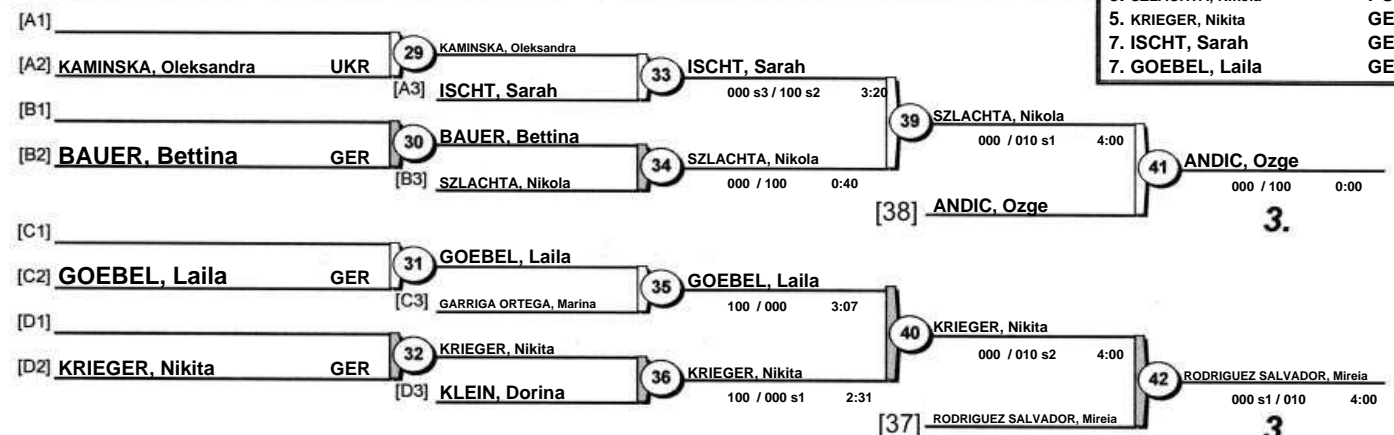 5. KRIEGER, Nikita GE
7. ISCHT, Sarah GE
7. GOEBEL, Laila GE
[A1]
[A2] KAMINSKA, Oleksandra UKR
29
KAMINSKA, Oleksandra
[A3] ISCHT, Sarah
33
ISCHT, Sarah
000 s3 / 100 s2 3:20
[B1]
[B2] BAUER, Bettina GER
30
BAUER, Bettina
[B3] SZLACHTA, Nikola
34
SZLACHTA, Nikola
000 / 100 0:40
39
SZLACHTA, Nikola
000 / 010 s1 4:00
[38] ANDIC, Ozge
41
ANDIC, Ozge
000 / 100 0:00
3.
[C1]
[C2] GOEBEL, Laila GER
31
GOEBEL, Laila
[C3] GARRIGA ORTEGA, Marina
35
GOEBEL, Laila
100 / 000 3:07
[D1]
[D2] KRIEGER, Nikita GER
32
KRIEGER, Nikita
[D3] KLEIN, Dorina
36
KRIEGER, Nikita
100 / 000 s1 2:31
40
KRIEGER, Nikita
000 / 010 s2 4:00
[37] RODRIGUEZ SALVADOR, Mireia
42
RODRIGUEZ SALVADOR, Mireia
000 s1 / 010 4:00
3